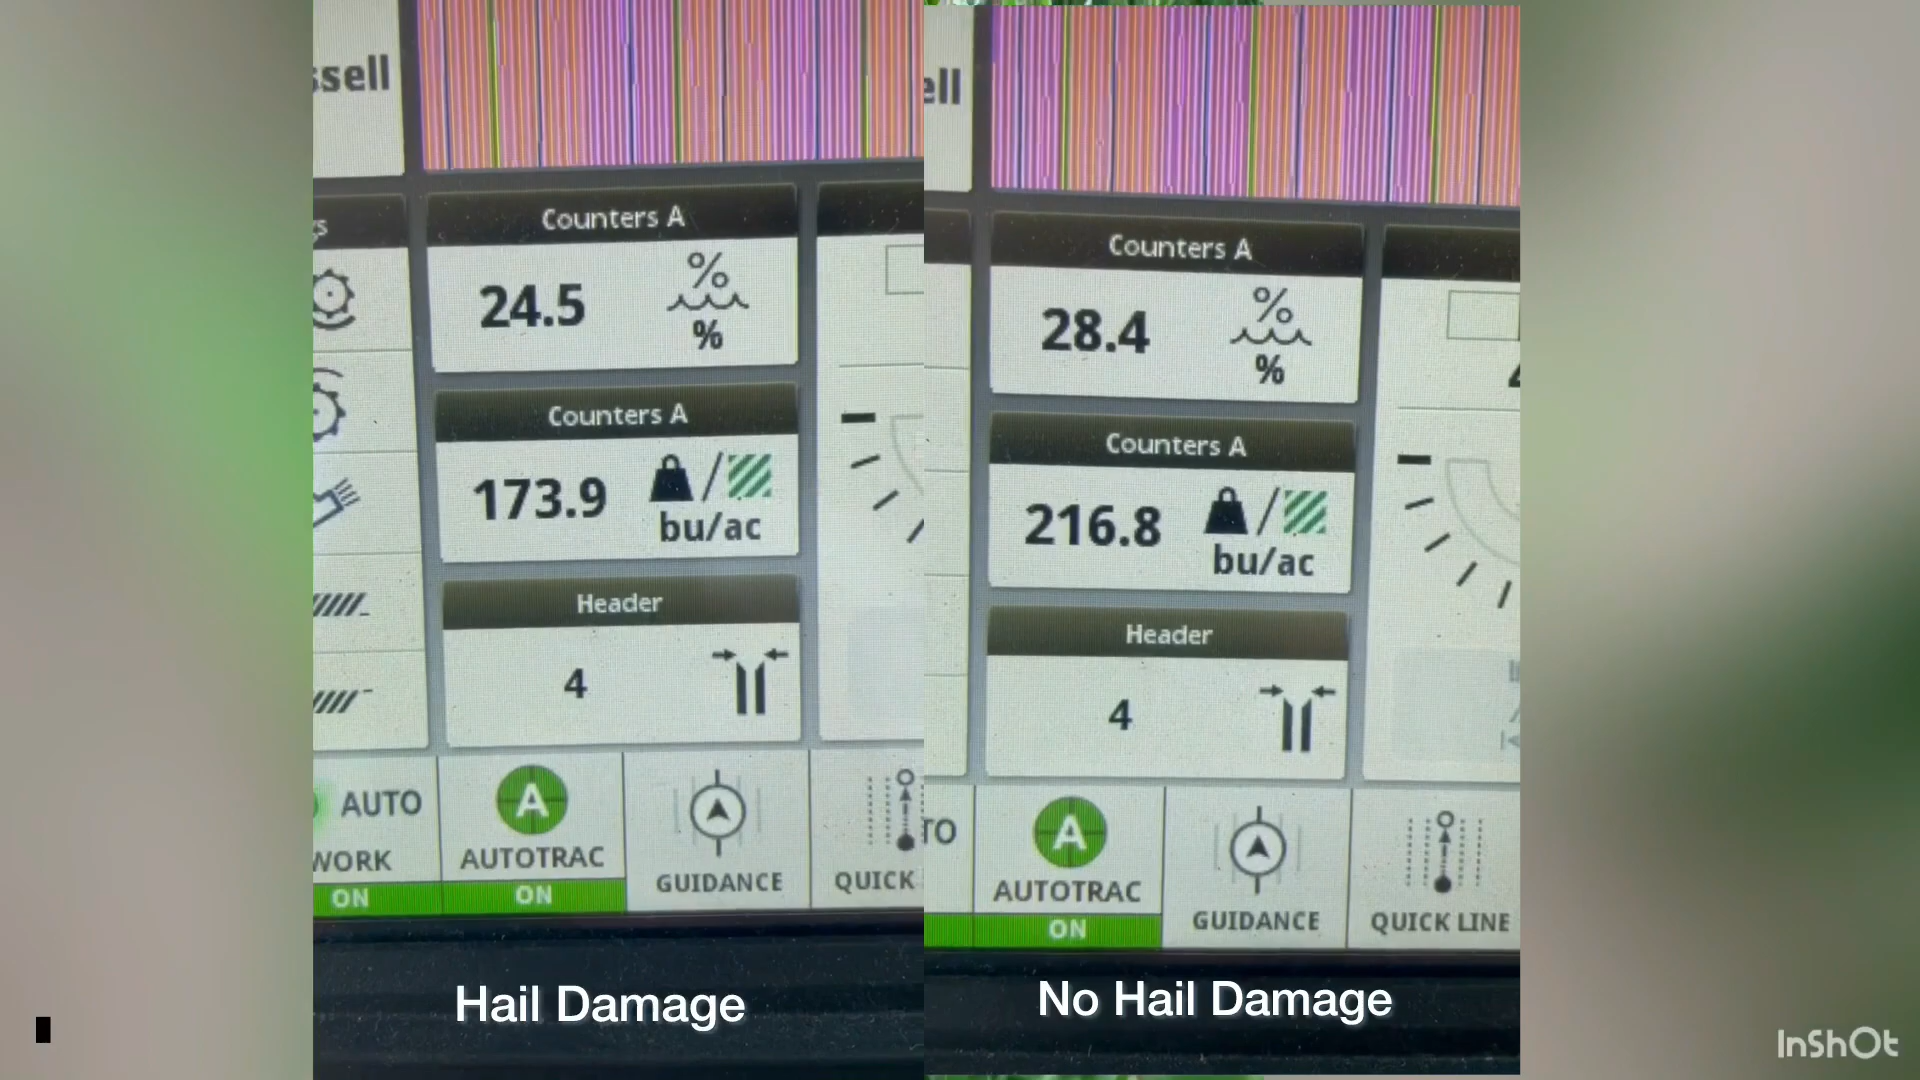 ssell
Counters A
24.5
%
%
Counters A
173.9
bu/ac
Header
4
AUTO
WORK
ON
A
AUTOTRAC
ON
GUIDANCE
QUICK
Hail Damage
ell
Counters A
28.4
%
%
Counters A
216.8
bu/ac
Header
4
TO
A
AUTOTRAC
ON
GUIDANCE
QUICK LINE
No Hail Damage
InShOt